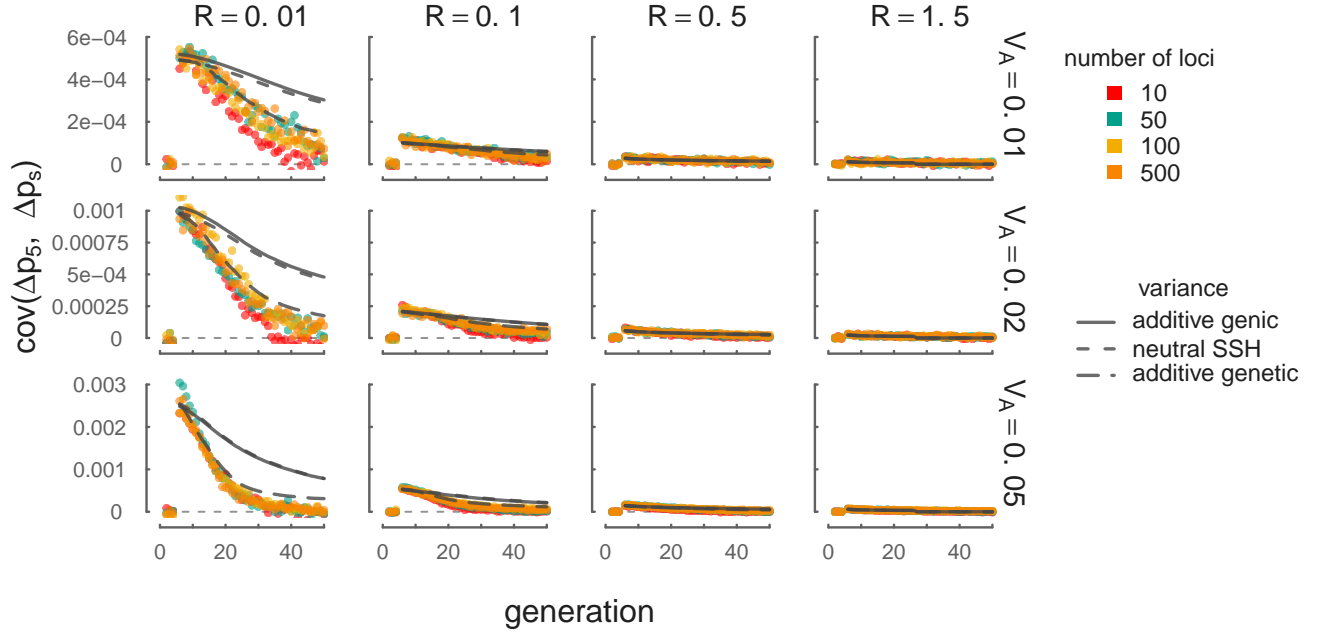 R = 0. 01 R = 0. 1 R = 0. 5 R = 1. 5
6e−04
4e−04
2e−04
0
V_A = 0. 01
0.001
0.00075
5e−04
0.00025
0
V_A = 0. 02
0.003
0.002
0.001
0
V_A = 0. 05
0 20 40 0 20 40 0 20 40 0 20 40
cov(Δp₅, Δpₛ)
generation
number of loci
10
50
100
500
variance
additive genic
neutral SSH
additive genetic